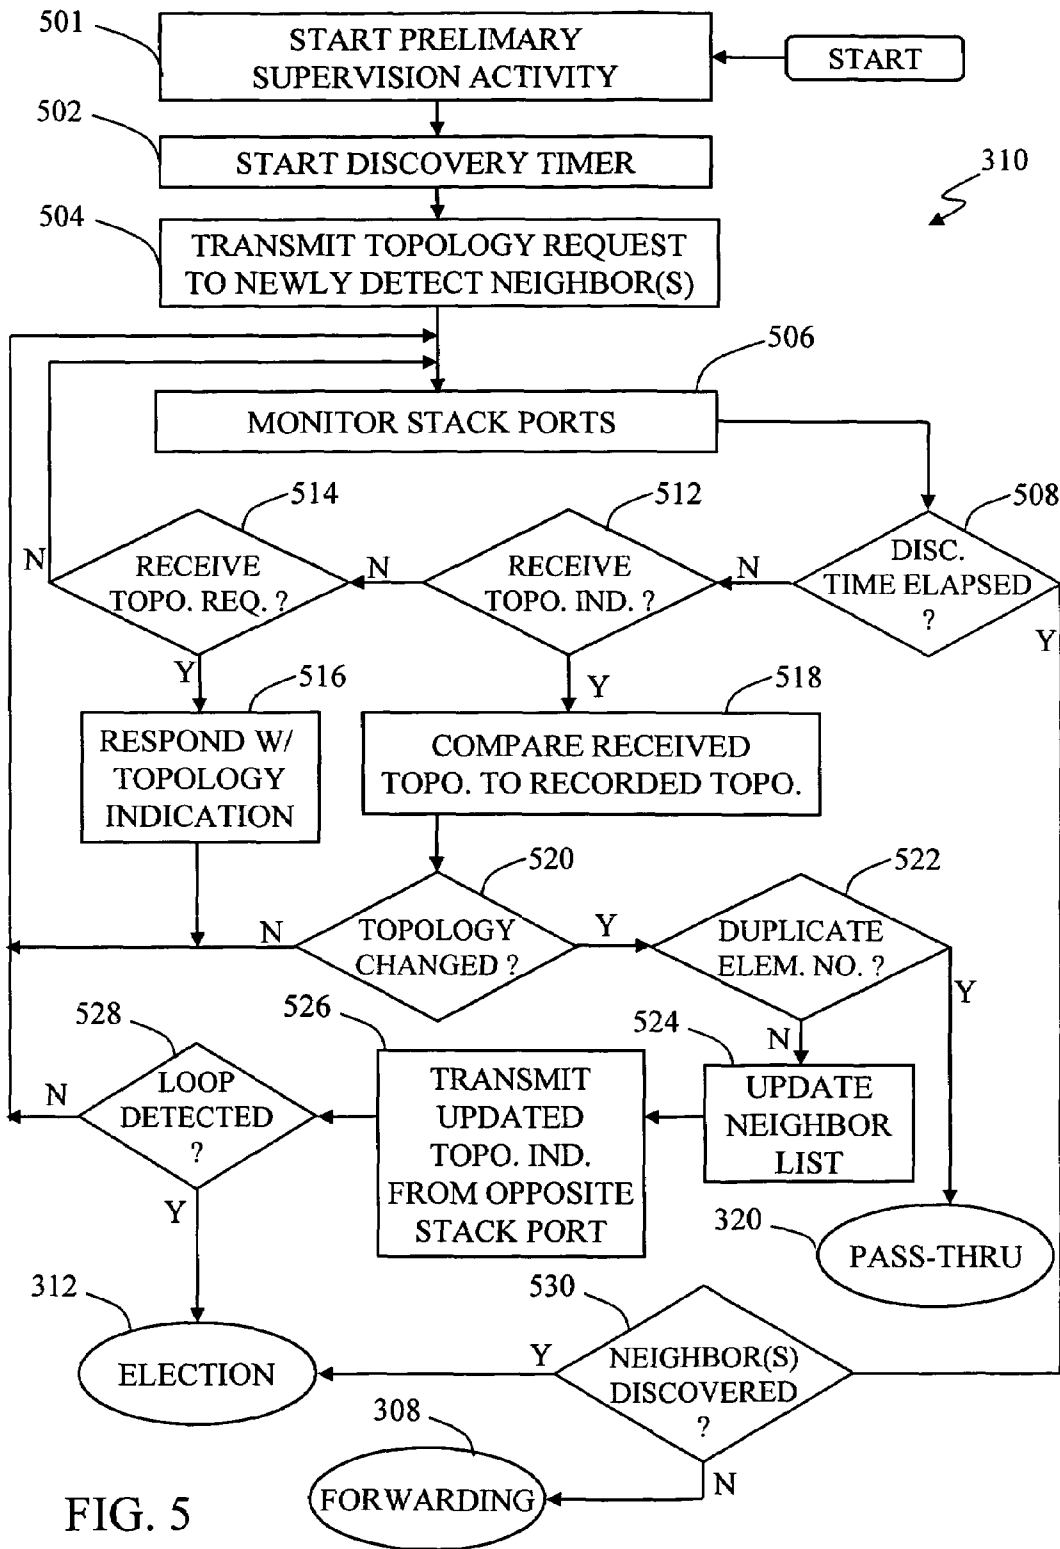 501
START PRELIMARY
SUPERVISION ACTIVITY
START
502
START DISCOVERY TIMER
310
504
TRANSMIT TOPOLOGY REQUEST
TO NEWLY DETECT NEIGHBOR(S)
506
MONITOR STACK PORTS
514
512
508
N
RECEIVE
TOPO. REQ. ?
N
RECEIVE
TOPO. IND. ?
N
DISC.
TIME ELAPSED
?
Y
Y
516
Y
518
RESPOND W/
TOPOLOGY
INDICATION
COMPARE RECEIVED
TOPO. TO RECORDED TOPO.
520
522
N
TOPOLOGY
CHANGED ?
Y
DUPLICATE
ELEM. NO. ?
Y
528
526
524
N
N
LOOP
DETECTED
?
TRANSMIT
UPDATED
TOPO. IND.
FROM OPPOSITE
STACK PORT
UPDATE
NEIGHBOR
LIST
Y
320
PASS-THRU
312
530
ELECTION
Y
NEIGHBOR(S)
DISCOVERED
?
308
N
FORWARDING
FIG. 5